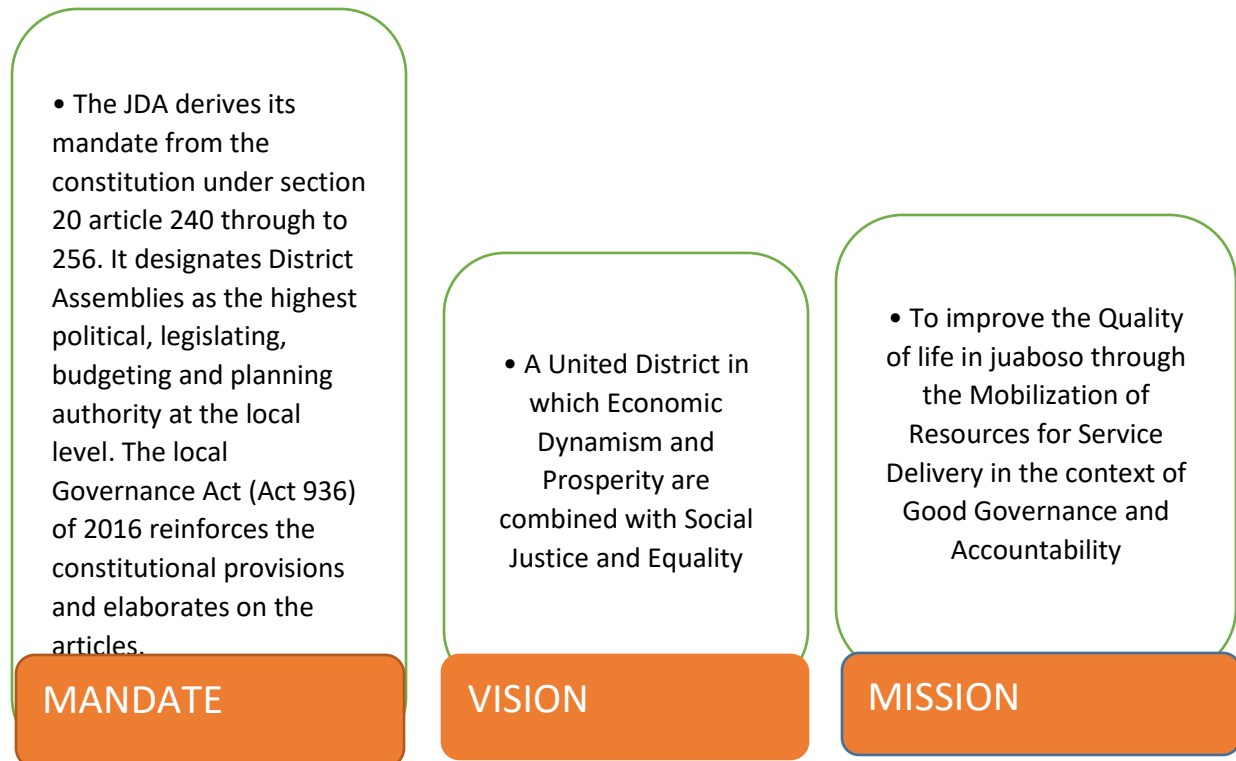 • The JDA derives its
mandate from the
constitution under section
20 article 240 through to
256. It designates District
Assemblies as the highest
political, legislating,
budgeting and planning
authority at the local
level. The local
Governance Act (Act 936)
of 2016 reinforces the
constitutional provisions
and elaborates on the
articles.
MANDATE
• A United District in
which Economic
Dynamism and
Prosperity are
combined with Social
Justice and Equality
VISION
• To improve the Quality
of life in juaboso through
the Mobilization of
Resources for Service
Delivery in the context of
Good Governance and
Accountability
MISSION